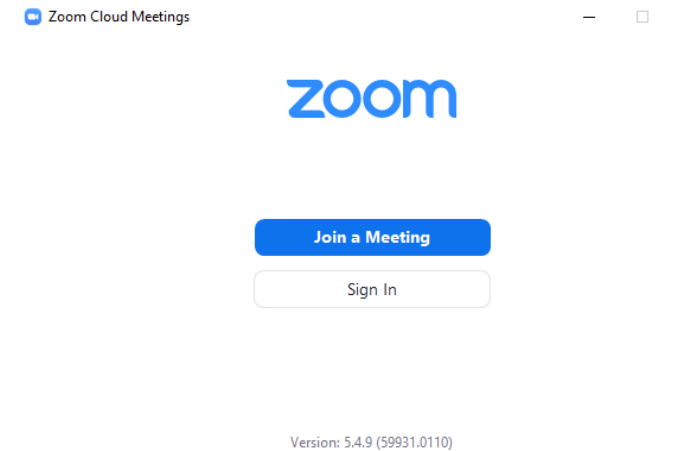 Zoom Cloud Meetings
zoom
Join a Meeting
Sign In
Version: 5.4.9 (59931.0110)